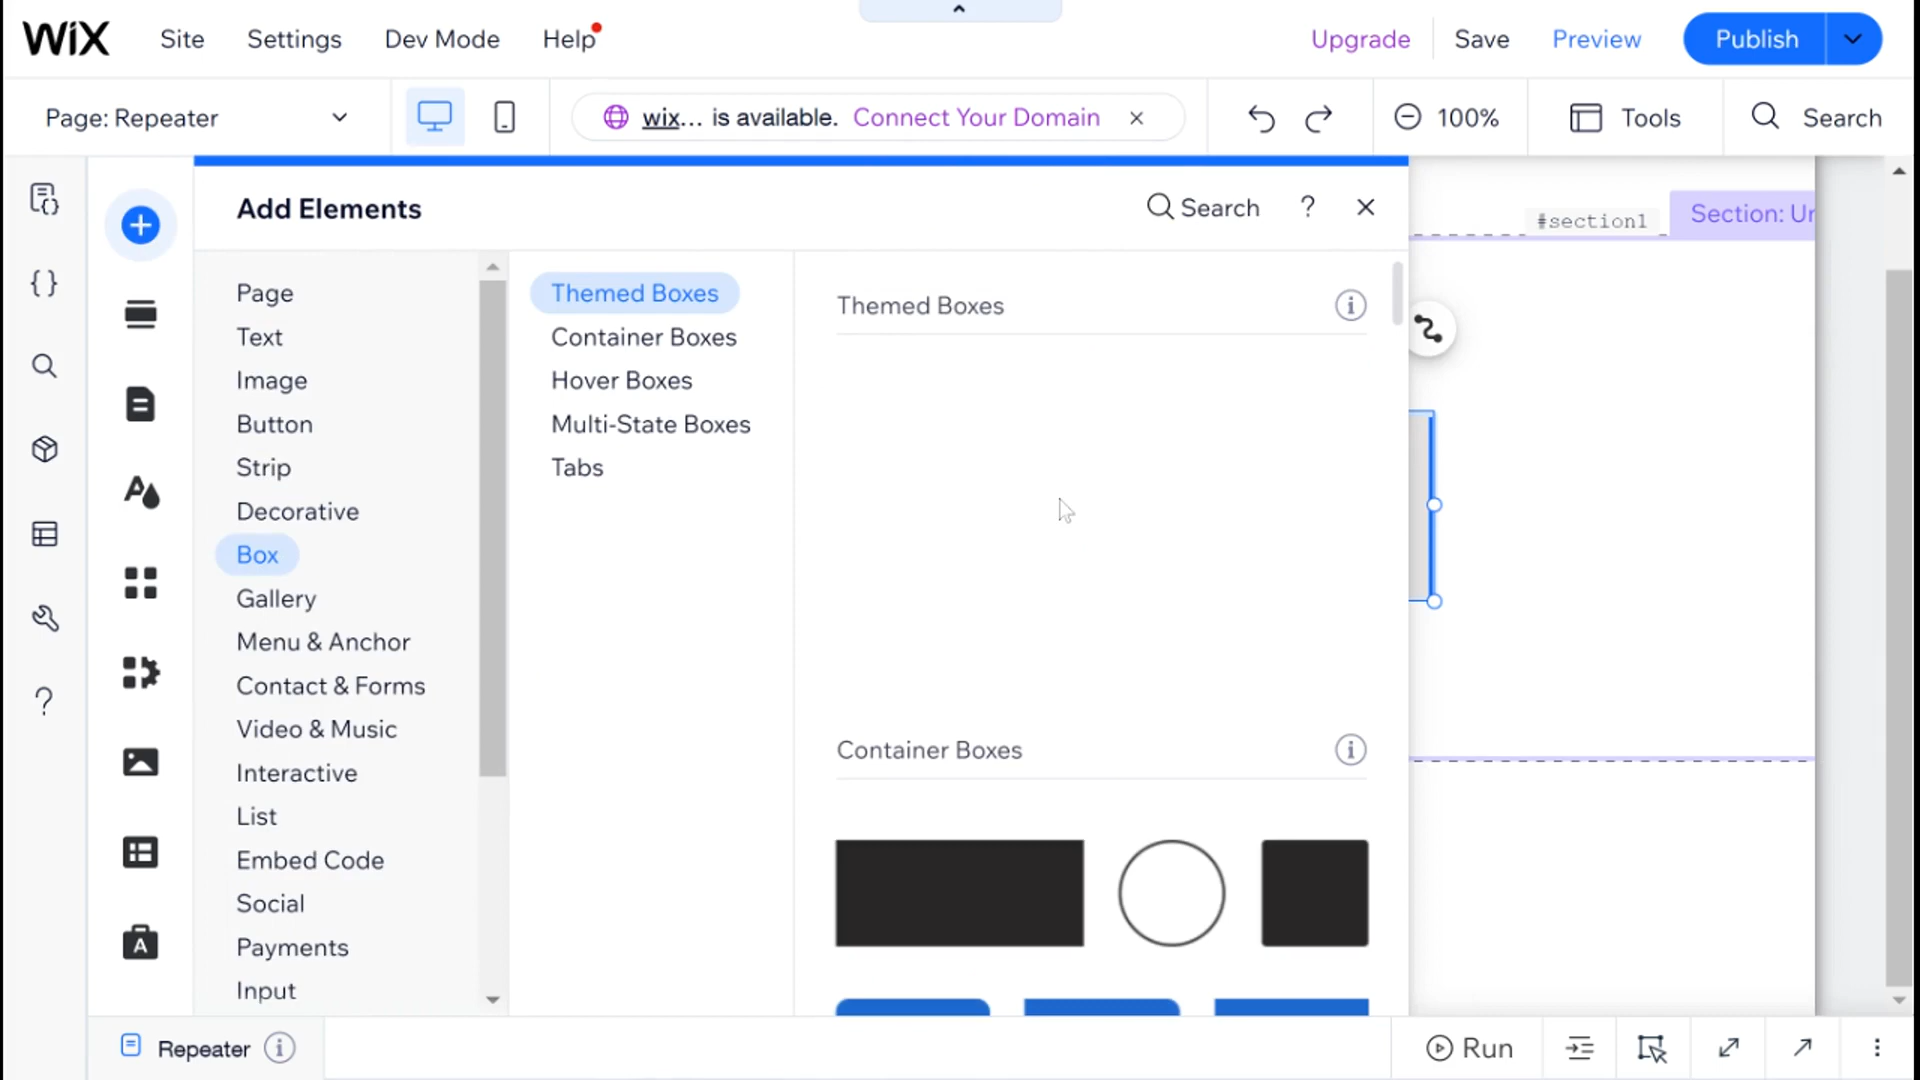 WiX
Site
Settings
Dev Mode
Help
Upgrade
Save
Preview
Publish
Page: Repeater
wix... is available. Connect Your Domain
100%
Tools
Search
Add Elements
Search
?
#section1
Section: Ur
Page
Text
Image
Button
Strip
Decorative
Box
Gallery
Menu & Anchor
Contact & Forms
Video & Music
Interactive
List
Embed Code
Social
Payments
Input
Themed Boxes
Container Boxes
Hover Boxes
Multi-State Boxes
Tabs
Themed Boxes
Container Boxes
Repeater
Run